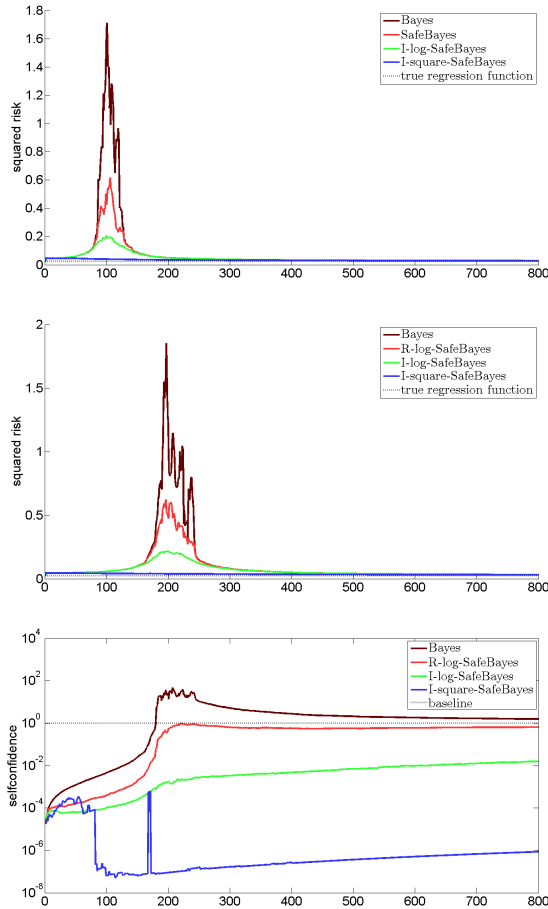 squared risk
1.8
1.6
1.4
1.2
1
0.8
0.6
0.4
0.2
0
0 100 200 300 400 500 600 700 800
Bayes
SafeBayes
I-log-SafeBayes
I-square-SafeBayes
true regression function
squared risk
2
1.5
1
0.5
0
0 100 200 300 400 500 600 700 800
Bayes
R-log-SafeBayes
I-log-SafeBayes
I-square-SafeBayes
true regression function
selfconfidence
10^4
10^2
10^0
10^-2
10^-4
10^-6
10^-8
0 100 200 300 400 500 600 700 800
Bayes
R-log-SafeBayes
I-log-SafeBayes
I-square-SafeBayes
baseline